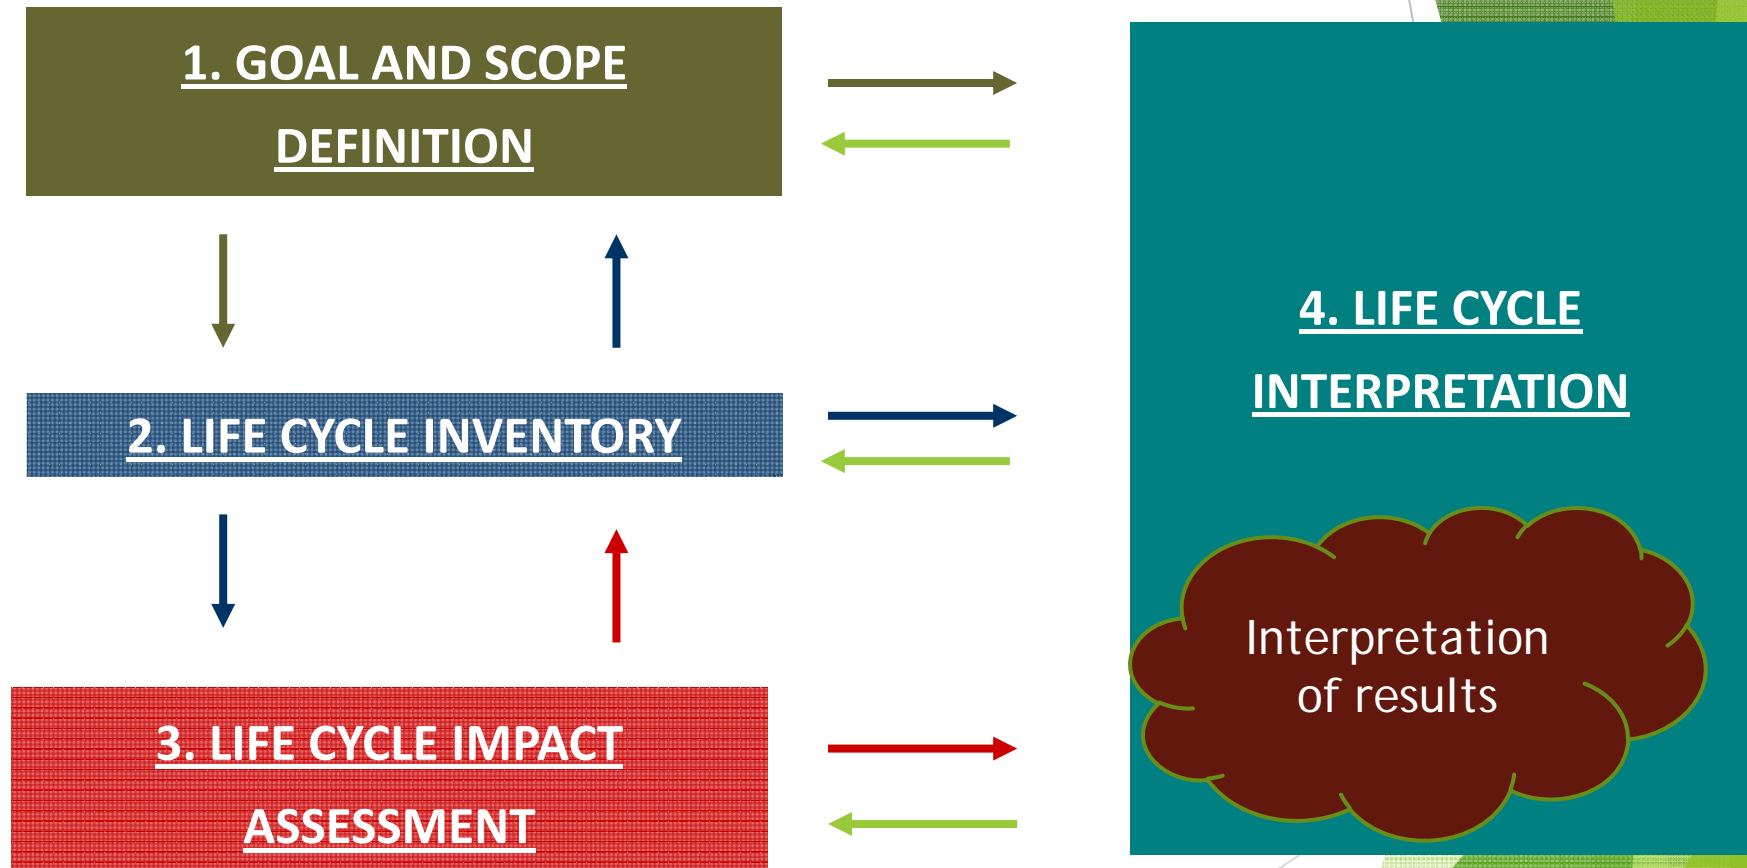 1. GOAL AND SCOPE
DEFINITION
2. LIFE CYCLE INVENTORY
3. LIFE CYCLE IMPACT
ASSESSMENT
4. LIFE CYCLE
INTERPRETATION
Interpretation
of results